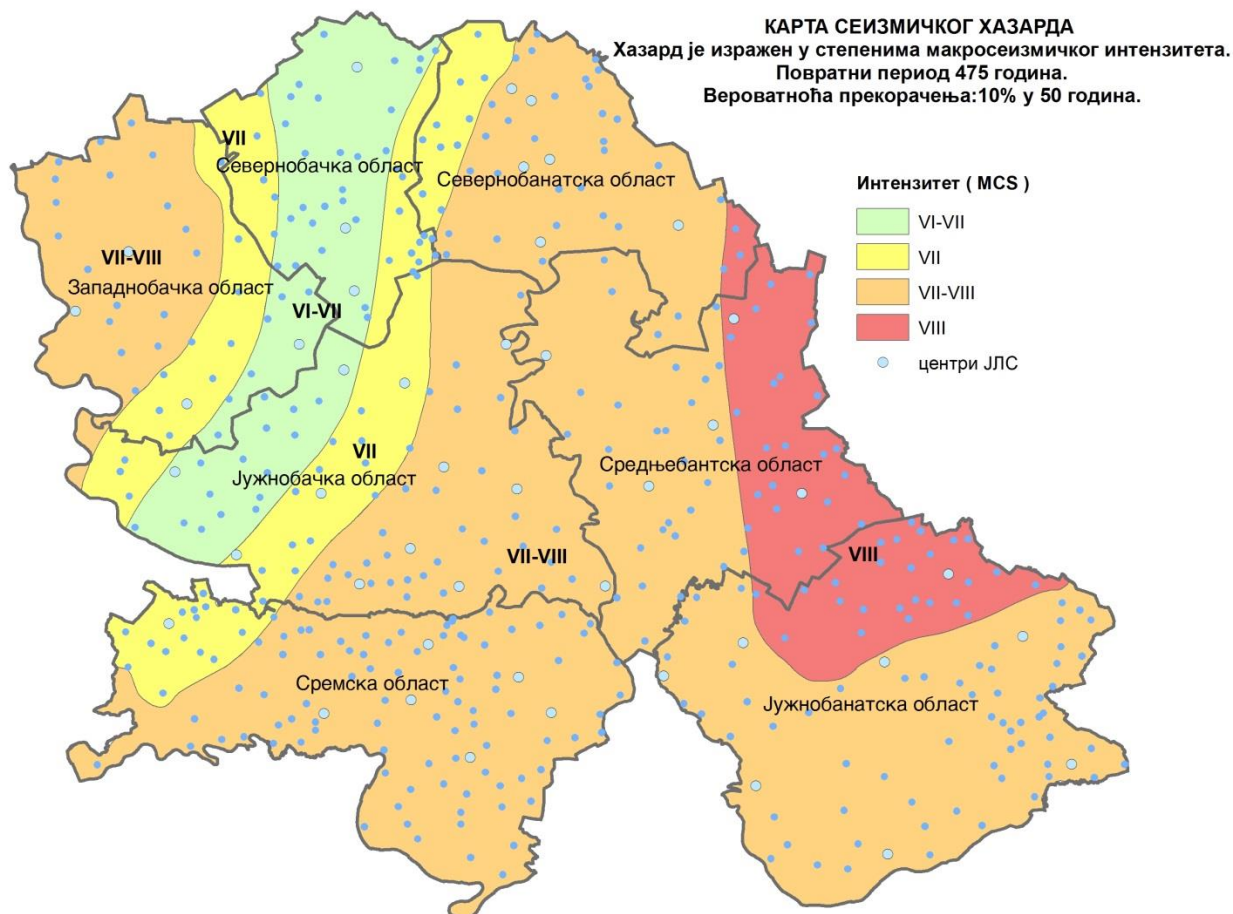 КАРТА СЕИЗМИЧКОГ ХАЗАРДА
Хазард је изражен у степенима макросеизмичког интензитета.
Повратни период 475 година.
Вероватноћа прекорачења:10% у 50 година.
VII
Севернобачка област
Севернобанатска област
Интензитет ( MCS )
VI-VII
VII
VII-VIII
VIII
центри ЈЛС
VII-VIII
Западнобачка област
VI-VII
VII
Јужнобачка област
Средњебантска област
VII-VIII
VIII
Сремска област
Јужнобанатска област